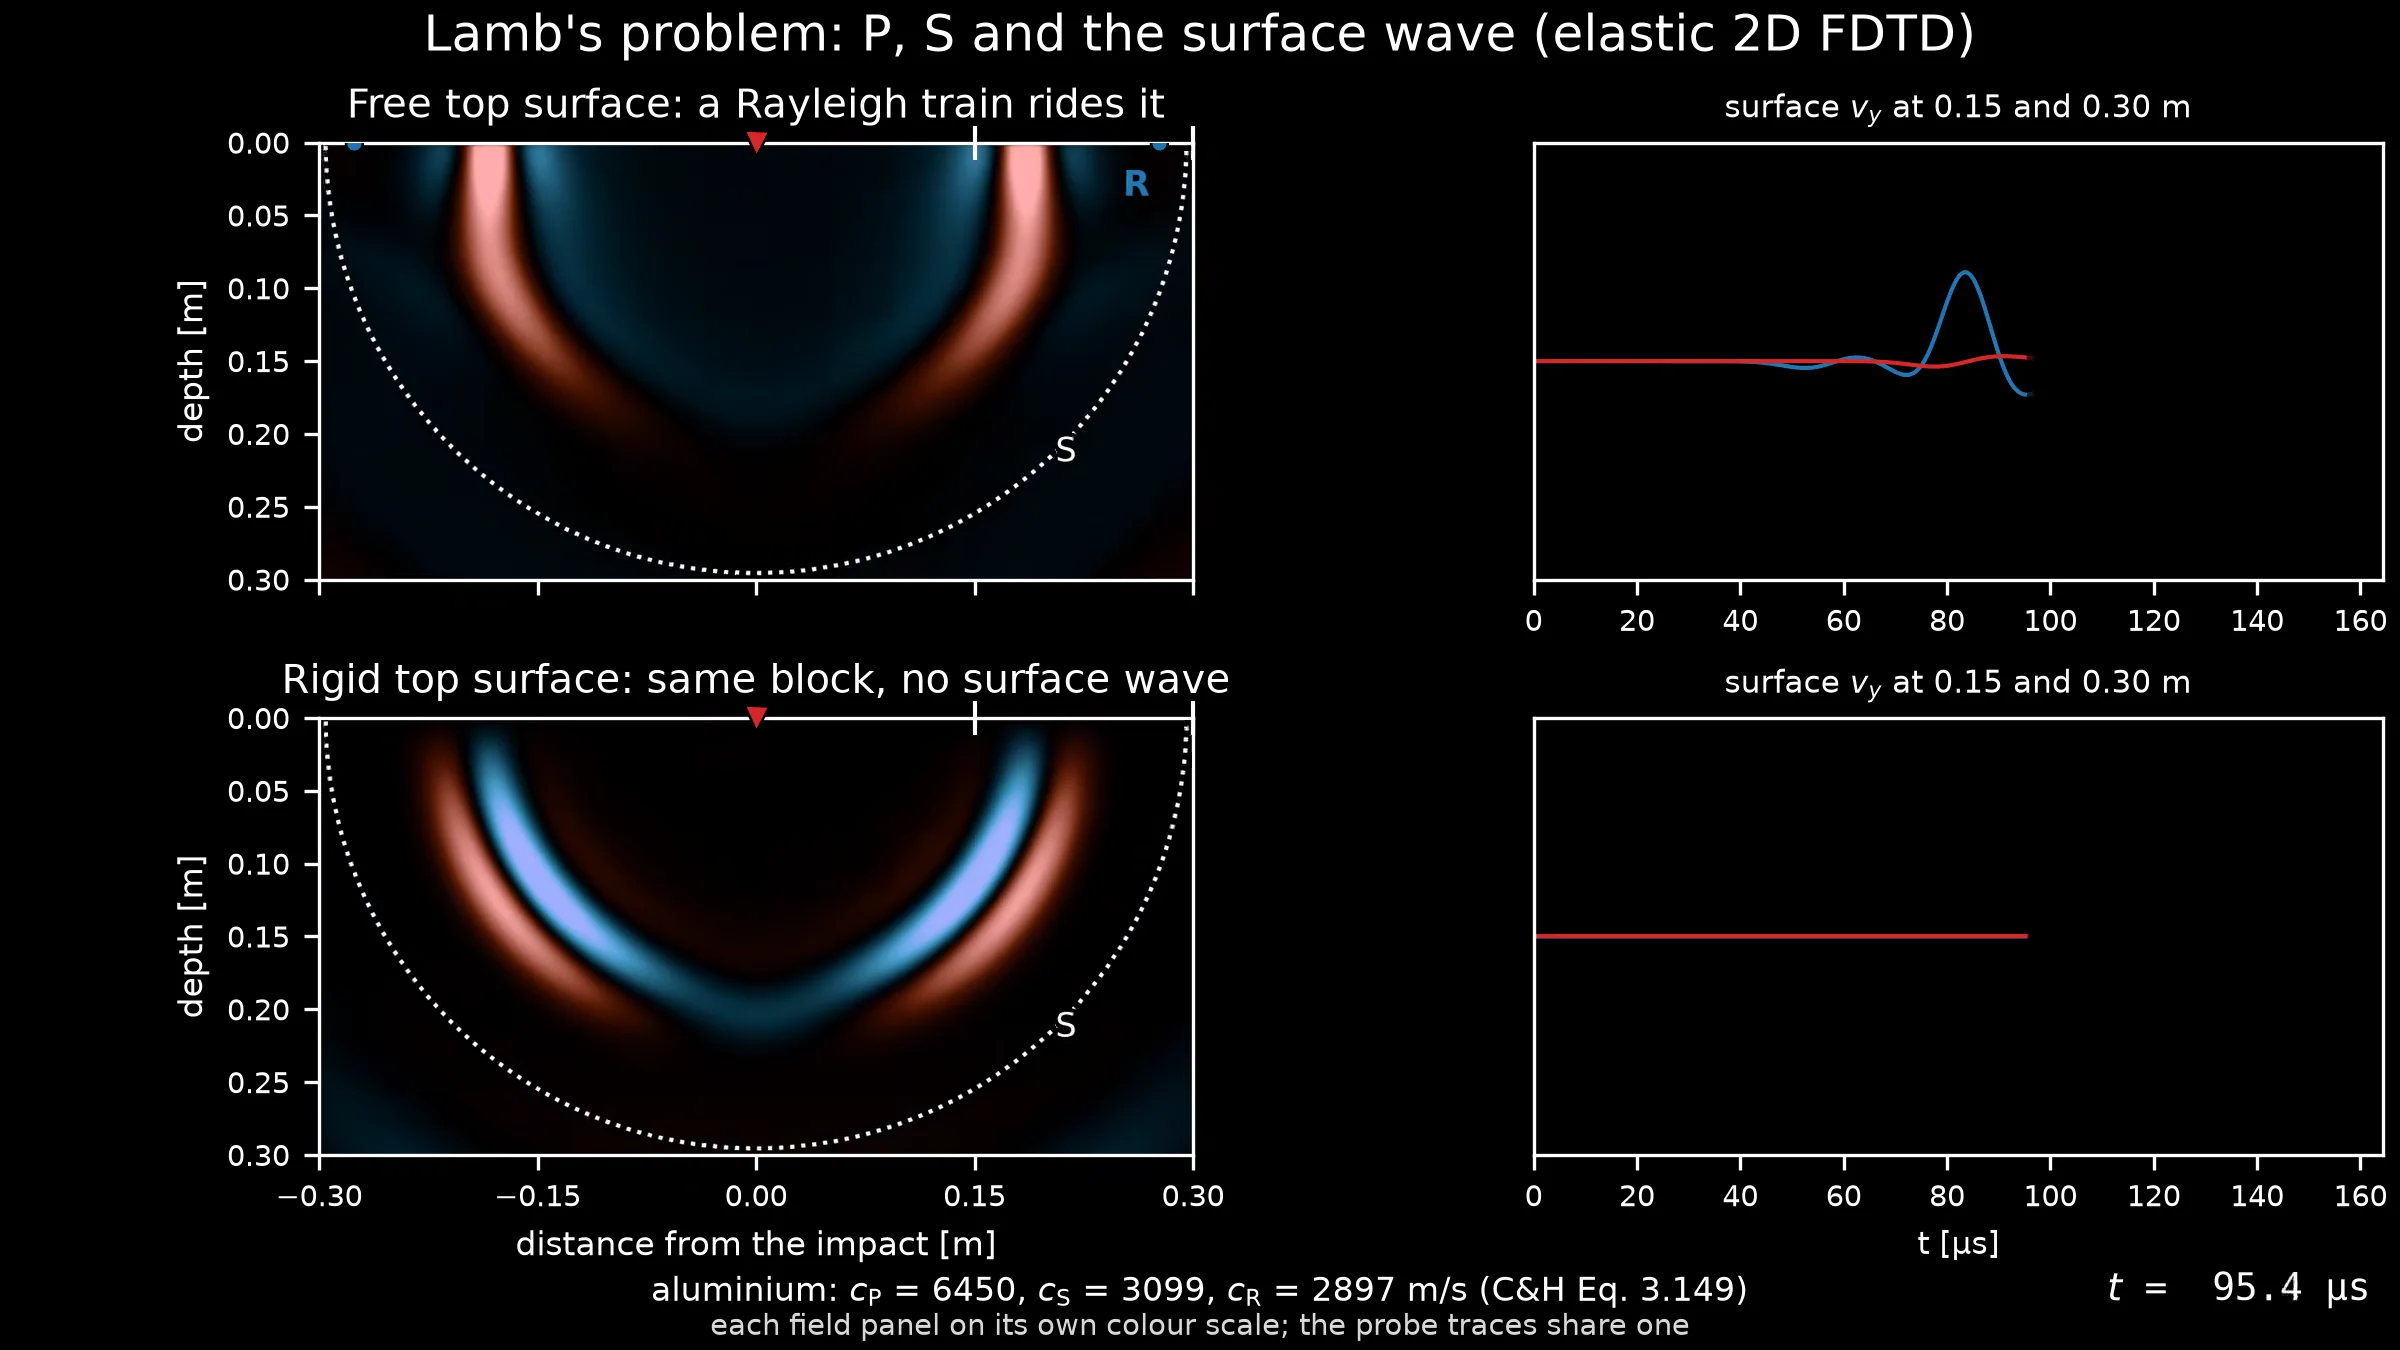 Lamb's problem: P, S and the surface wave (elastic 2D FDTD)
Free top surface: a Rayleigh train rides it
0.00
0.05
0.10
0.15
0.20
0.25
0.30
depth [m]
R
S
surface v_y at 0.15 and 0.30 m
0 20 40 60 80 100 120 140 160
Rigid top surface: same block, no surface wave
0.00
0.05
0.10
0.15
0.20
0.25
0.30
depth [m]
S
−0.30 −0.15 0.00 0.15 0.30
distance from the impact [m]
surface v_y at 0.15 and 0.30 m
0 20 40 60 80 100 120 140 160
t [µs]
aluminium: c_P = 6450, c_S = 3099, c_R = 2897 m/s (C&H Eq. 3.149)
t = 95.4 µs
each field panel on its own colour scale; the probe traces share one